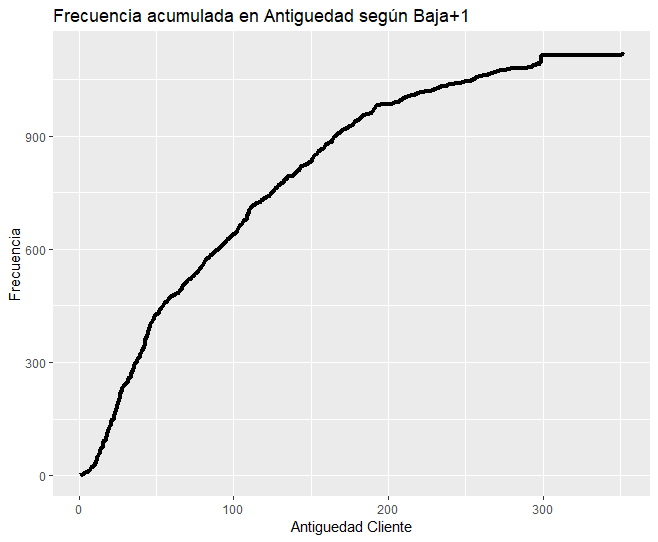 Frecuencia acumulada en Antiguedad según Baja+1
Frecuencia
900
600
300
0
0 100 200 300
Antiguedad Cliente